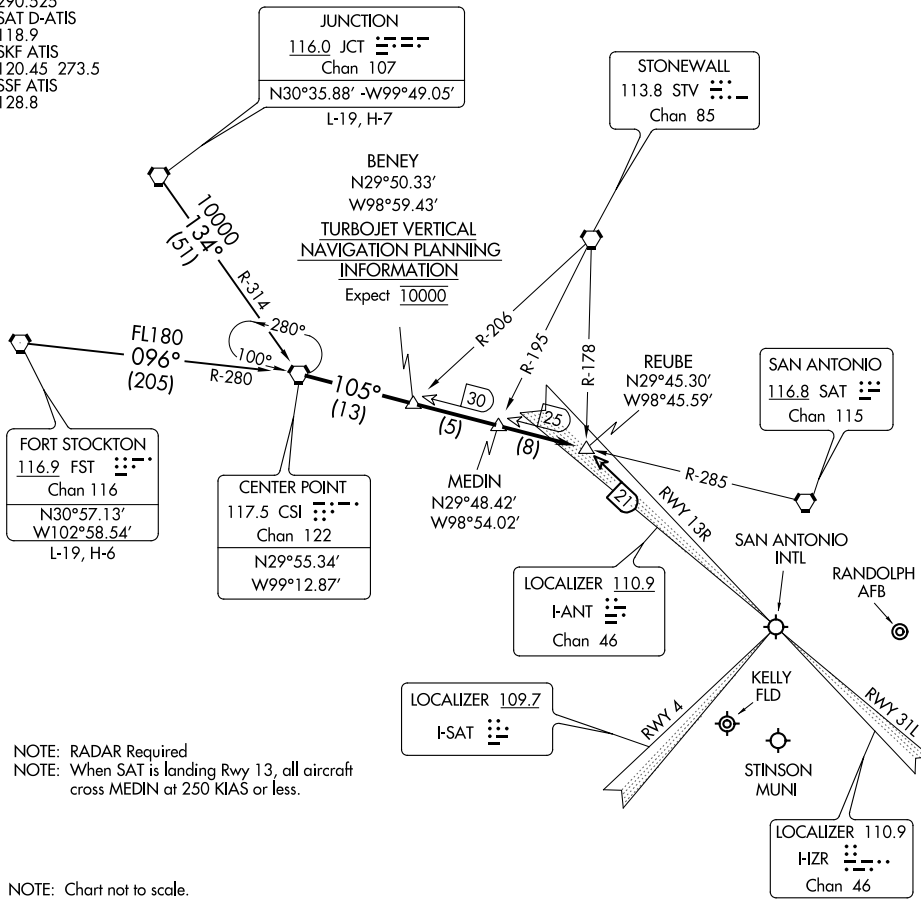 290.525
SAT D-ATIS
118.9
SKF ATIS
120.45 273.5
SSF ATIS
128.8
JUNCTION
116.0 JCT
Chan 107
N30°35.88' -W99°49.05'
L-19, H-7
STONEWALL
113.8 STV
Chan 85
BENEY
N29°50.33'
W98°59.43'
TURBOJET VERTICAL
NAVIGATION PLANNING
INFORMATION
Expect 10000
10000
134°
(51)
R-314
280°
100°
FL180
096°
(205)
R-280
105°
(13)
R-206
R-195
R-178
30
(5)
25
(8)
21
REUBE
N29°45.30'
W98°45.59'
SAN ANTONIO
116.8 SAT
Chan 115
R-285
FORT STOCKTON
116.9 FST
Chan 116
N30°57.13'
W102°58.54'
L-19, H-6
CENTER POINT
117.5 CSI
Chan 122
N29°55.34'
W99°12.87'
MEDIN
N29°48.42'
W98°54.02'
RWY 13R
SAN ANTONIO
INTL
RANDOLPH
AFB
LOCALIZER 110.9
I-ANT
Chan 46
LOCALIZER 109.7
I-SAT
RWY 4
KELLY
FLD
RWY 31L
STINSON
MUNI
LOCALIZER 110.9
I-IZR
Chan 46
NOTE: RADAR Required
NOTE: When SAT is landing Rwy 13, all aircraft
cross MEDIN at 250 KIAS or less.
NOTE: Chart not to scale.